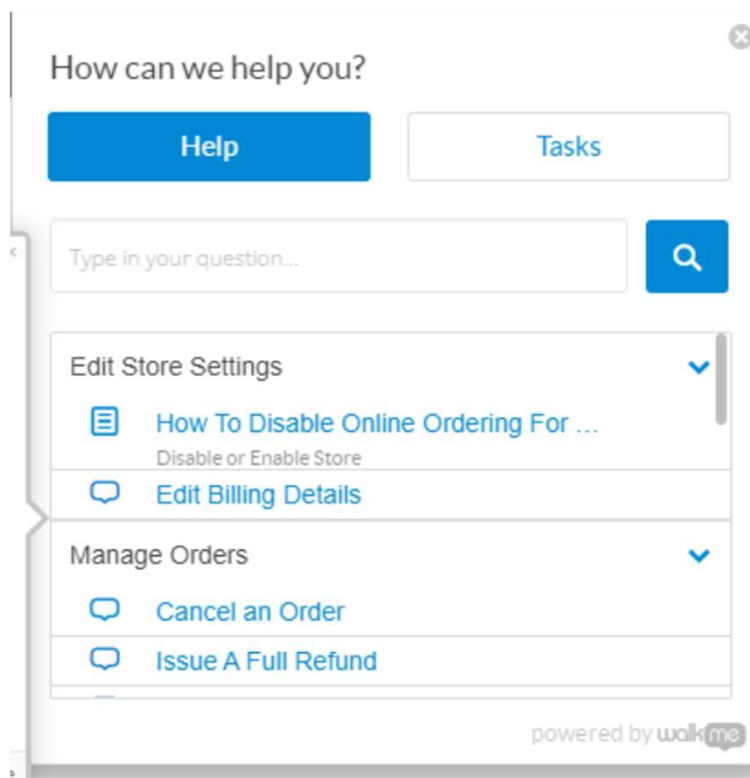 How can we help you?
Help
Tasks
Type in your question...
Edit Store Settings
How To Disable Online Ordering For ...
Disable or Enable Store
Edit Billing Details
Manage Orders
Cancel an Order
Issue A Full Refund
powered by walkme